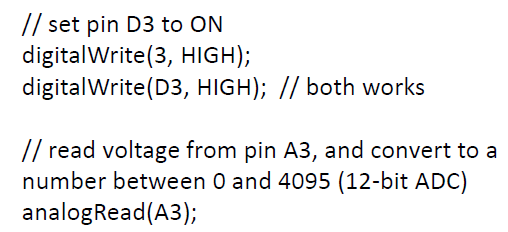 // set pin D3 to ON
digitalWrite(3, HIGH);
digitalWrite(D3, HIGH);  // both works

// read voltage from pin A3, and convert to a
number between 0 and 4095 (12-bit ADC)
analogRead(A3);